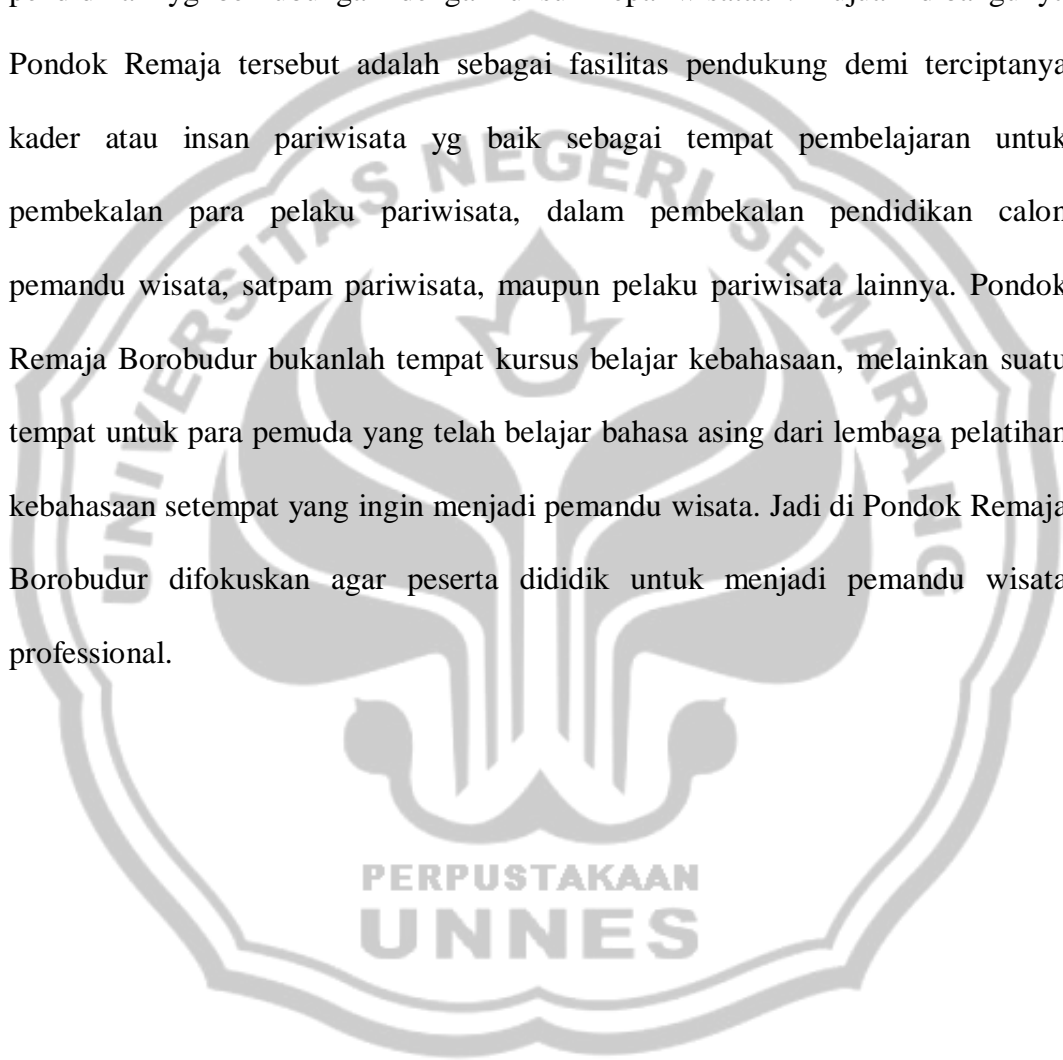 Pondok Remaja tersebut adalah sebagai fasilitas pendukung demi terciptanya
kader atau insan pariwisata yg baik sebagai tempat pembelajaran untuk
pembekalan para pelaku pariwisata, dalam pembekalan pendidikan calon
pemandu wisata, satpam pariwisata, maupun pelaku pariwisata lainnya. Pondok
Remaja Borobudur bukanlah tempat kursus belajar kebahasaan, melainkan suatu
tempat untuk para pemuda yang telah belajar bahasa asing dari lembaga pelatihan
kebahasaan setempat yang ingin menjadi pemandu wisata. Jadi di Pondok Remaja
Borobudur difokuskan agar peserta dididik untuk menjadi pemandu wisata
professional.
UNIVERSITAS NEGERI SEMARANG
PERPUSTAKAAN
UNNES